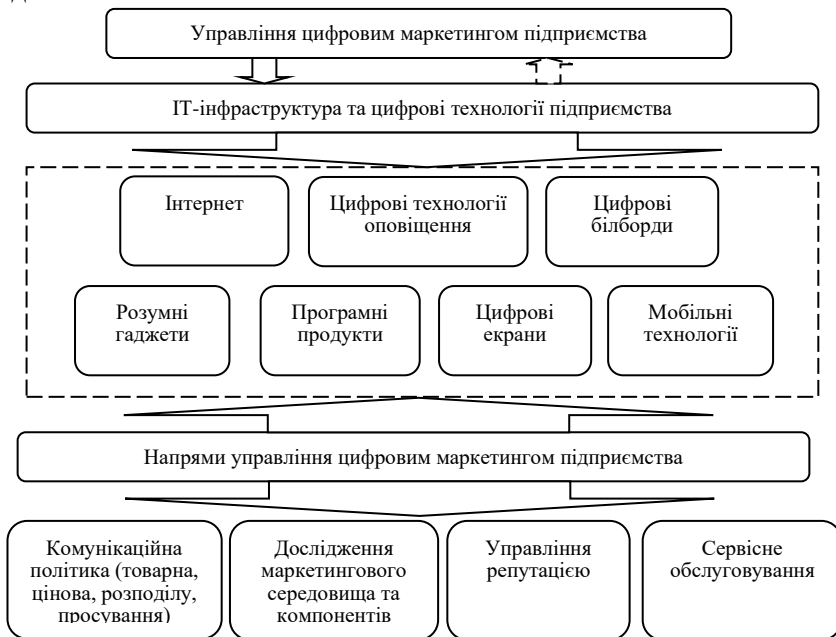 Управління цифровим маркетингом підприємства
ІТ-інфраструктура та цифрові технології підприємства
Інтернет
Цифрові технології
оповіщення
Цифрові
білборди
Розумні
гаджети
Програмні
продукти
Цифрові
екрани
Мобільні
технології
Напрями управління цифровим маркетингом підприємства
Комунікаційна
політика (товарна,
цінова, розподілу,
просування)
Дослідження
маркетингового
середовища та
компонентів
Управління
репутацією
Сервісне
обслуговування